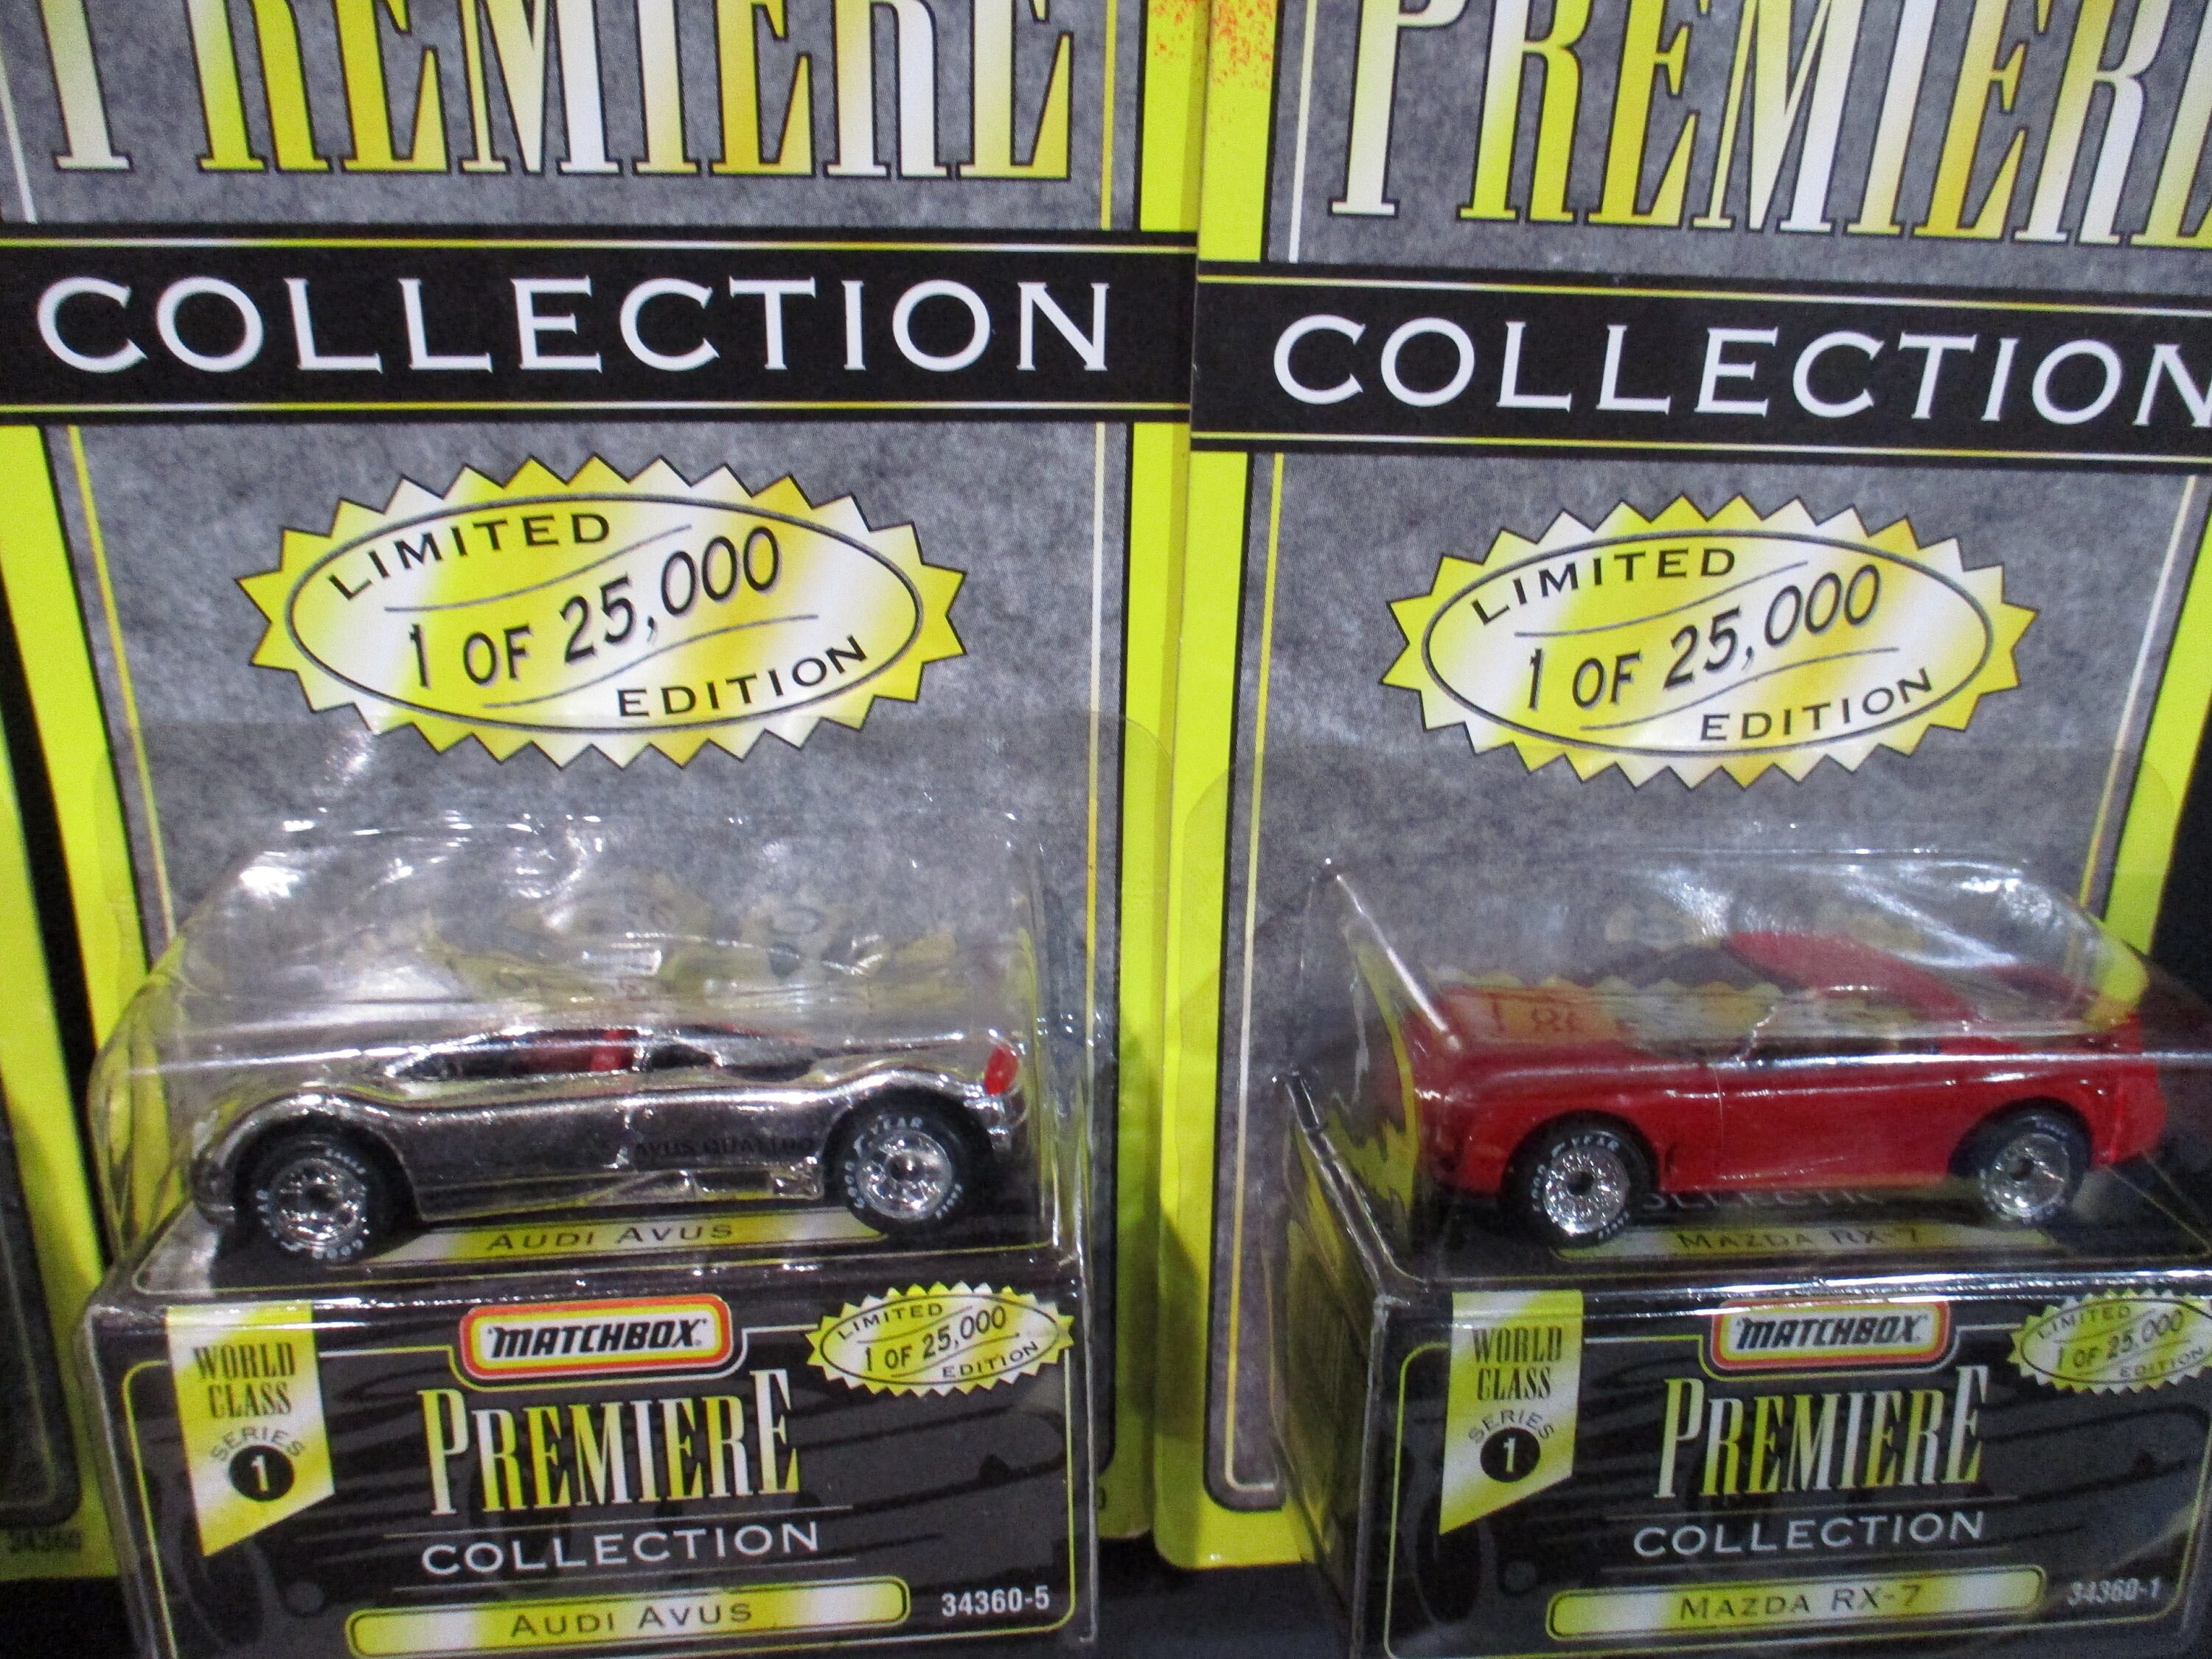 PREMIERE
COLLECTION
LIMITED
1 OF 25,000
EDITION
AUDI AVUS
WORLD
CLASS
SERIES
1
MATCHBOX
LIMITED
1 OF 25,000
EDITION
PREMIERE
COLLECTION
AUDI AVUS
34360-5
34360
PREMIERE
COLLECTION
LIMITED
1 OF 25,000
EDITION
MAZDA RX-7
WORLD
CLASS
SERIES
1
MATCHBOX
LIMITED
1 OF 25,000
EDITION
PREMIERE
COLLECTION
MAZDA RX-7
34360-1